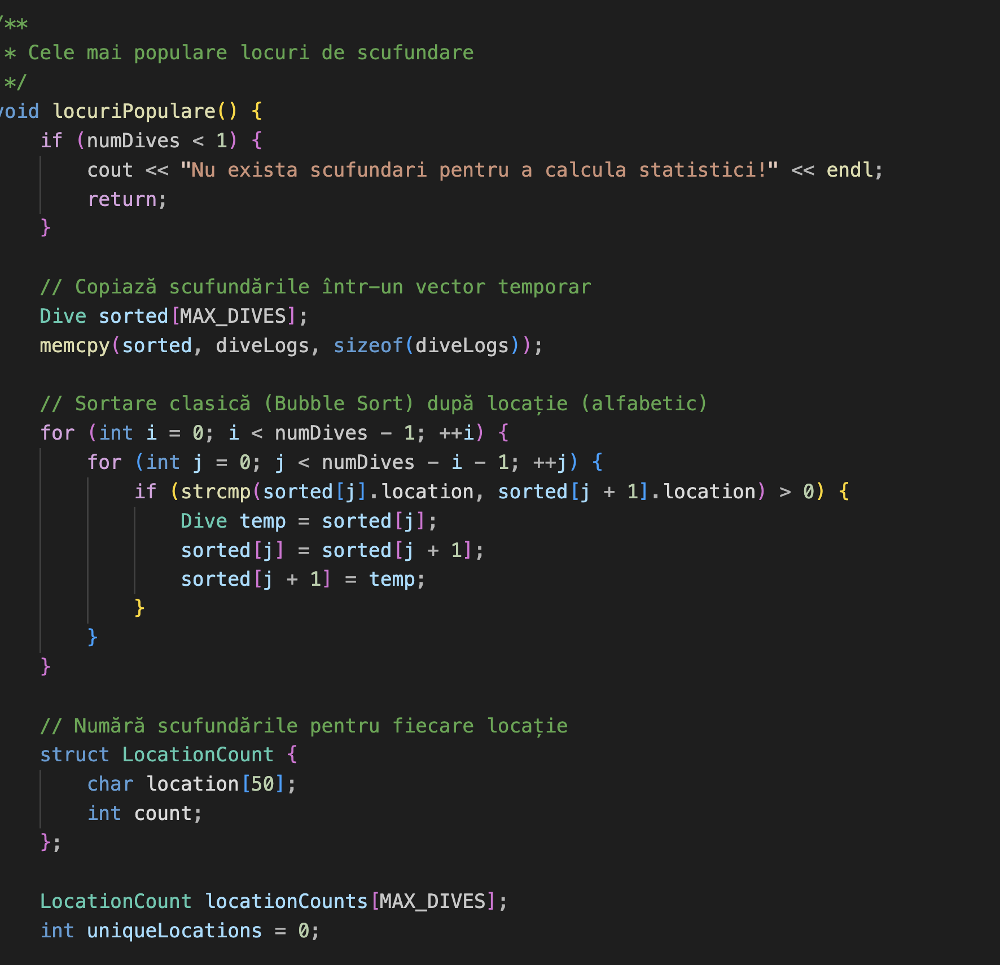 /**
 * Cele mai populare locuri de scufundare
 */
void locuriPopulare() {
    if (numDives < 1) {
        cout << "Nu exista scufundari pentru a calcula statistici!" << endl;
        return;
    }

    // Copiază scufundările într-un vector temporar
    Dive sorted[MAX_DIVES];
    memcpy(sorted, diveLogs, sizeof(diveLogs));

    // Sortare clasică (Bubble Sort) după locație (alfabetic)
    for (int i = 0; i < numDives - 1; ++i) {
        for (int j = 0; j < numDives - i - 1; ++j) {
            if (strcmp(sorted[j].location, sorted[j + 1].location) > 0) {
                Dive temp = sorted[j];
                sorted[j] = sorted[j + 1];
                sorted[j + 1] = temp;
            }
        }
    }

    // Numără scufundările pentru fiecare locație
    struct LocationCount {
        char location[50];
        int count;
    };

    LocationCount locationCounts[MAX_DIVES];
    int uniqueLocations = 0;